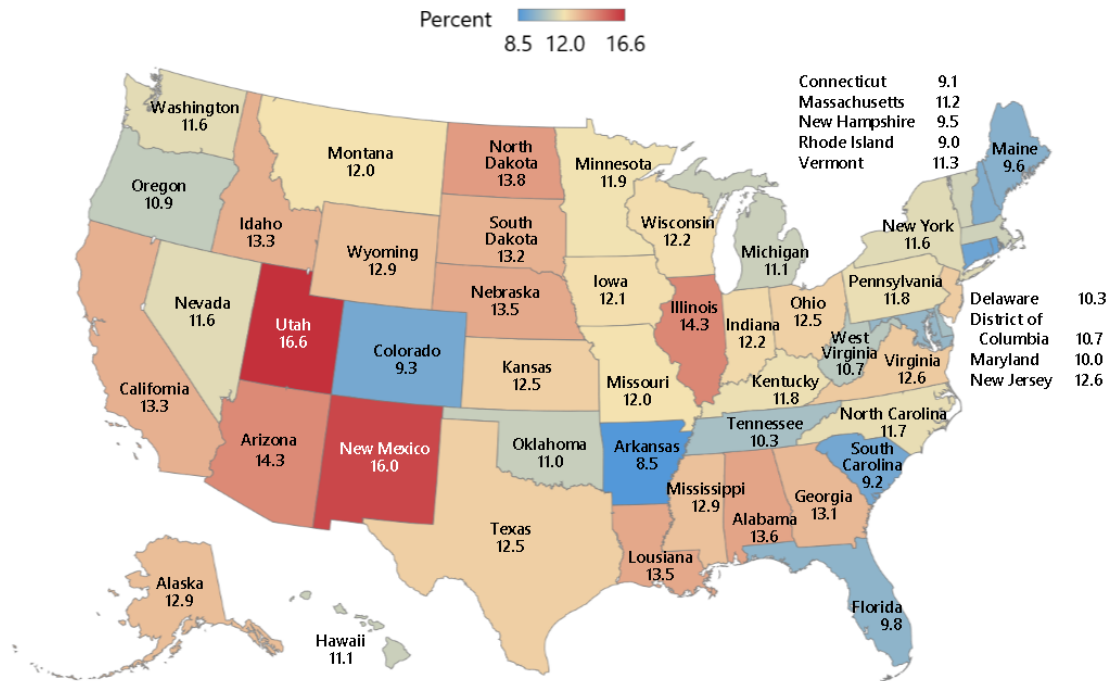 Percent
8.5 12.0 16.6
Connecticut 9.1
Massachusetts 11.2
New Hampshire 9.5
Rhode Island 9.0
Vermont 11.3
Washington
11.6
Montana
12.0
North
Dakota
13.8
Minnesota
11.9
Maine
9.6
Oregon
10.9
Idaho
13.3
Wyoming
12.9
South
Dakota
13.2
Wisconsin
12.2
Michigan
11.1
New York
11.6
Nevada
11.6
Utah
16.6
Colorado
9.3
Nebraska
13.5
Iowa
12.1
Illinois
14.3
Indiana
12.2
Ohio
12.5
Pennsylvania
11.8
Delaware 10.3
District of
Columbia 10.7
Maryland 10.0
New Jersey 12.6
California
13.3
Kansas
12.5
Missouri
12.0
Kentucky
11.8
West
Virginia
10.7
Virginia
12.6
Arizona
14.3
New Mexico
16.0
Oklahoma
11.0
Arkansas
8.5
Tennessee
10.3
North Carolina
11.7
South
Carolina
9.2
Texas
12.5
Lousiana
13.5
Mississippi
12.9
Alabama
13.6
Georgia
13.1
Florida
9.8
Alaska
12.9
Hawaii
11.1